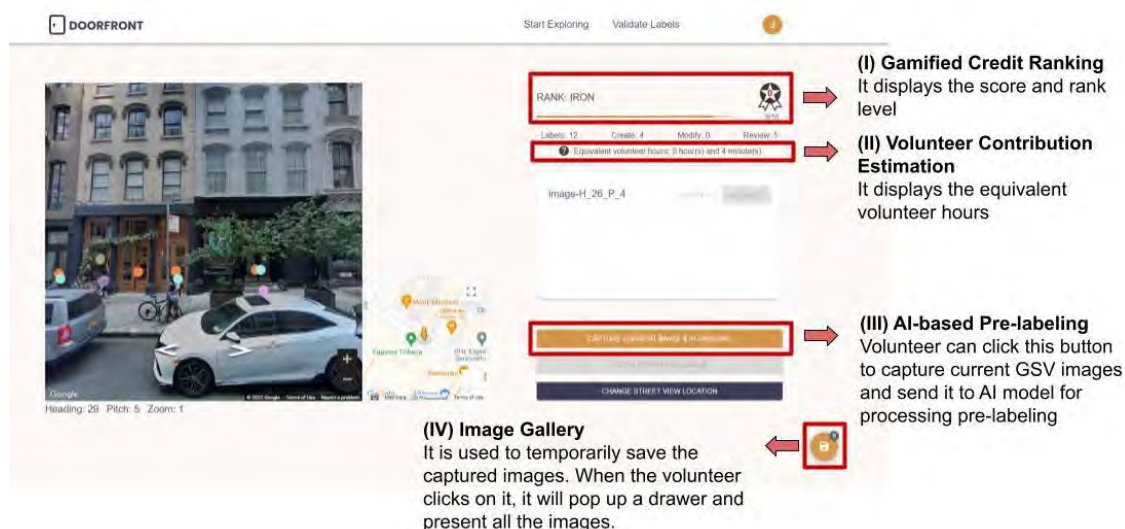 DOORFRONT
Start Exploring Validate Labels
RANK: IRON
Labels: 12 Create: 4 Modify: 0 Review: 5
Equivalent volunteer hours: 0 hour(s) and 4 minute(s)
Image-H_26_P_4
CHANGE STREET VIEW LOCATION
Google
Heading: 29 Pitch: 5 Zoom: 1
(I) Gamified Credit Ranking
It displays the score and rank
level
(II) Volunteer Contribution
Estimation
It displays the equivalent
volunteer hours
(III) AI-based Pre-labeling
Volunteer can click this button
to capture current GSV images
and send it to AI model for
processing pre-labeling
(IV) Image Gallery
It is used to temporarily save the
captured images. When the volunteer
clicks on it, it will pop up a drawer and
present all the images.